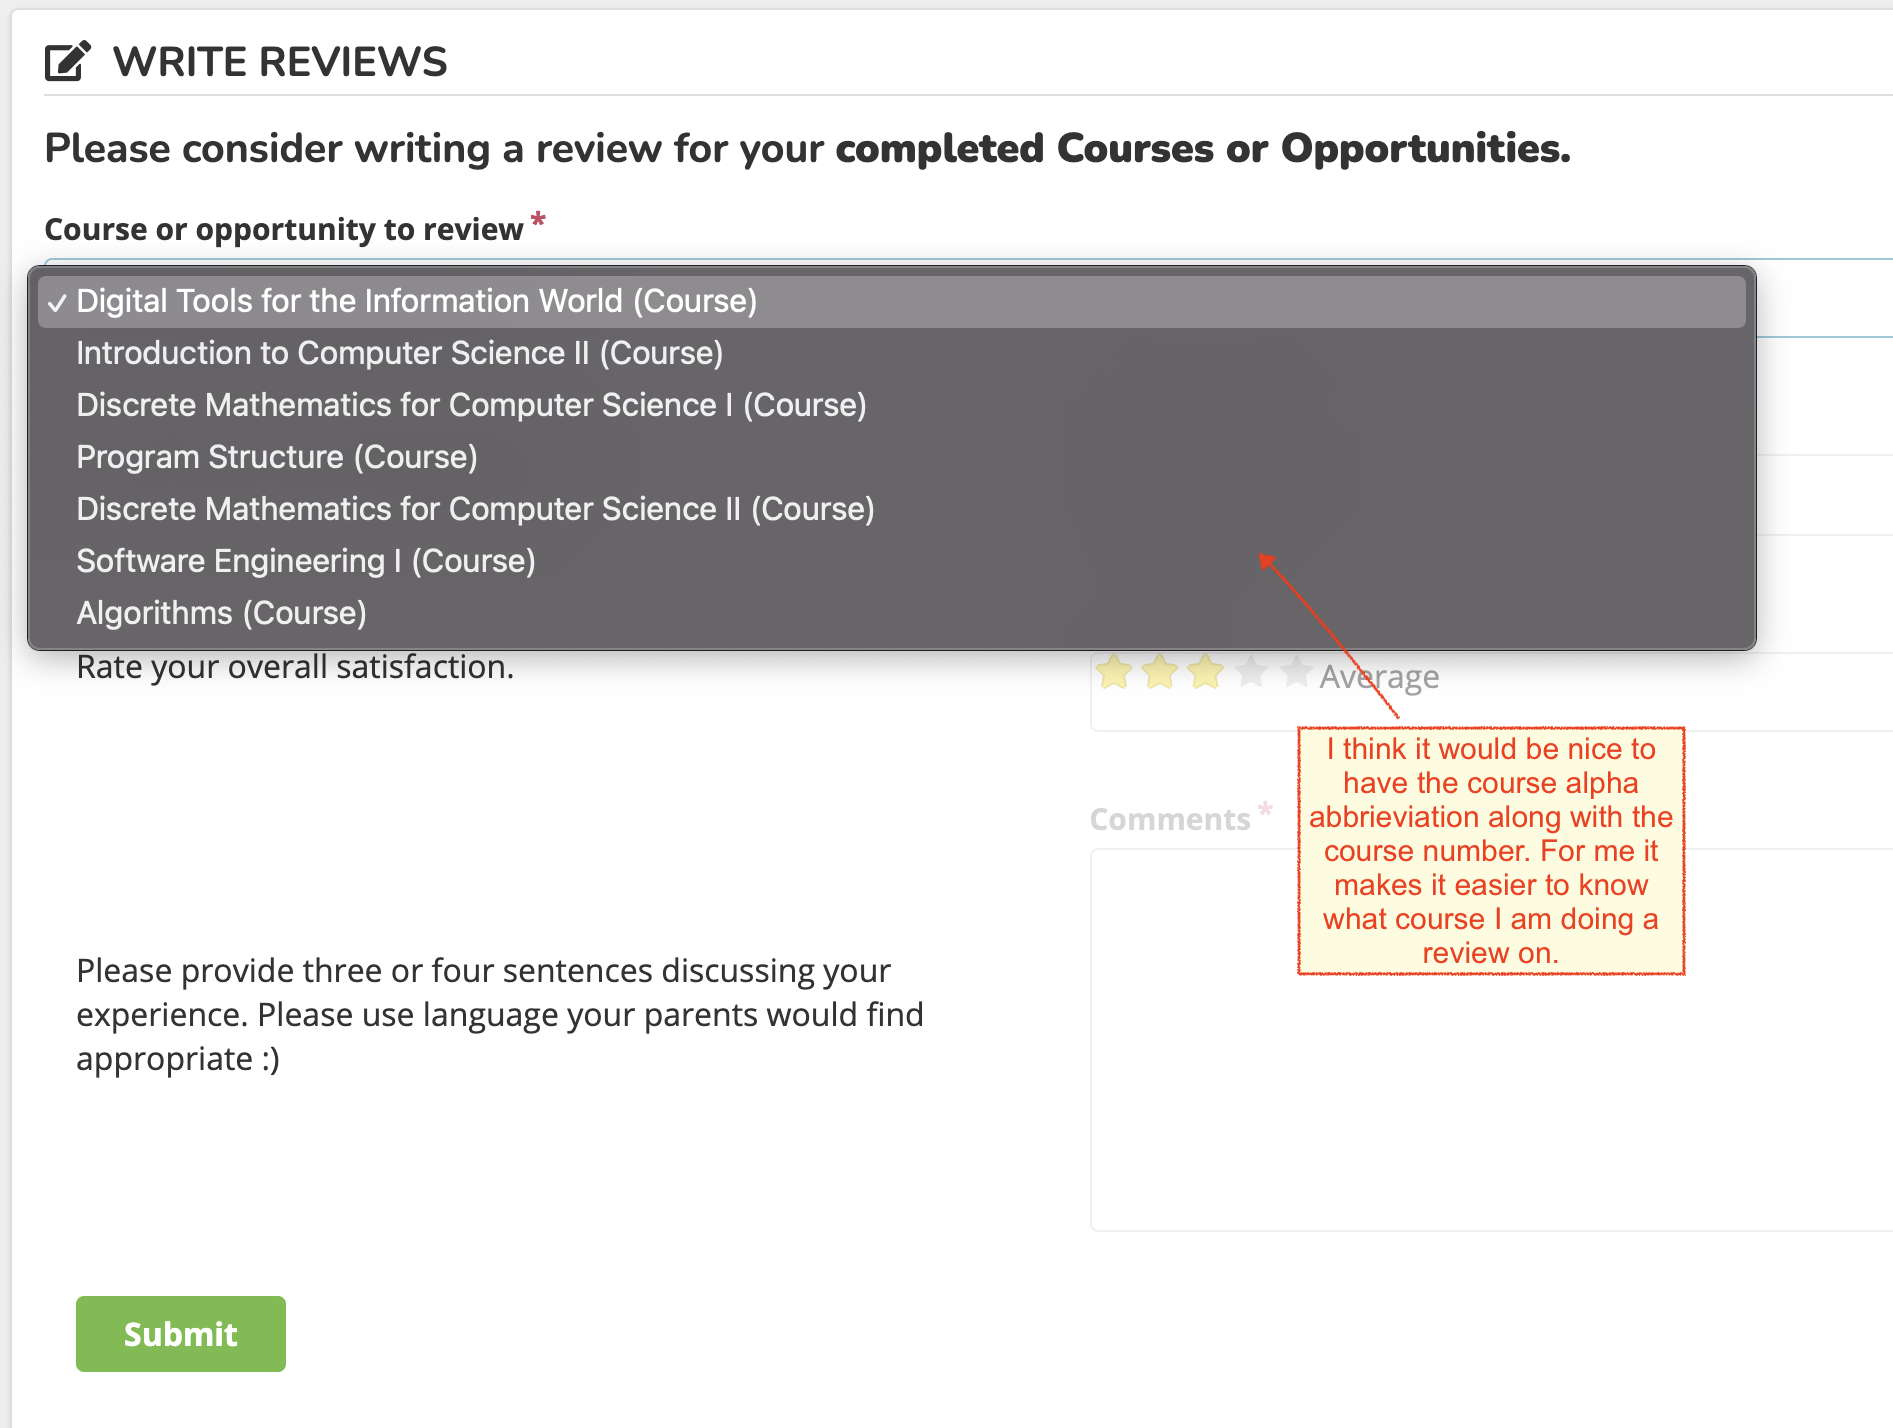 WRITE REVIEWS
Please consider writing a review for your completed Courses or Opportunities.
Course or opportunity to review *
✓ Digital Tools for the Information World (Course)
Introduction to Computer Science II (Course)
Discrete Mathematics for Computer Science I (Course)
Program Structure (Course)
Discrete Mathematics for Computer Science II (Course)
Software Engineering I (Course)
Algorithms (Course)
Rate your overall satisfaction.
Average
I think it would be nice to
have the course alpha
abbrieviation along with the
course number. For me it
makes it easier to know
what course I am doing a
review on.
Comments *
Please provide three or four sentences discussing your
experience. Please use language your parents would find
appropriate :)
Submit